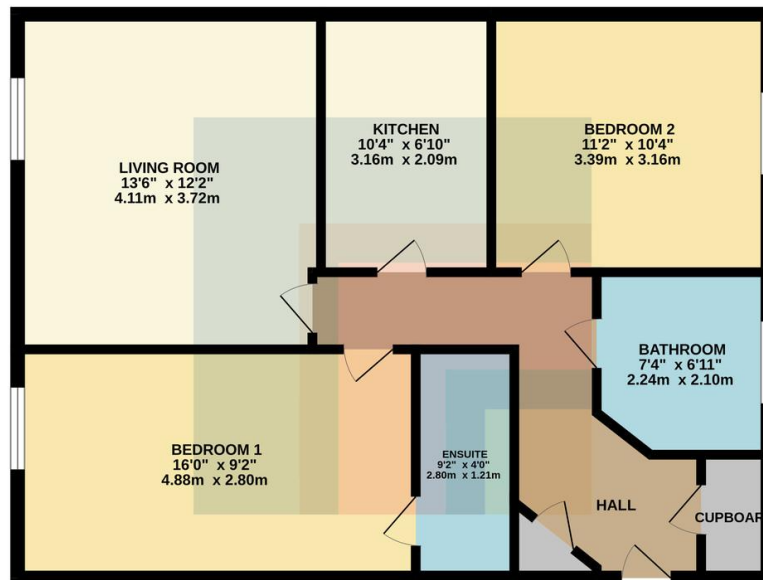 KITCHEN
10'4" x 6'10"
3.16m x 2.09m
BEDROOM 2
11'2" x 10'4"
3.39m x 3.16m
LIVING ROOM
13'6" x 12'2"
4.11m x 3.72m
BATHROOM
7'4" x 6'11"
2.24m x 2.10m
BEDROOM 1
16'0" x 9'2"
4.88m x 2.80m
ENSUITE
9'2" x 4'0"
2.80m x 1.21m
HALL
CUPBOAR